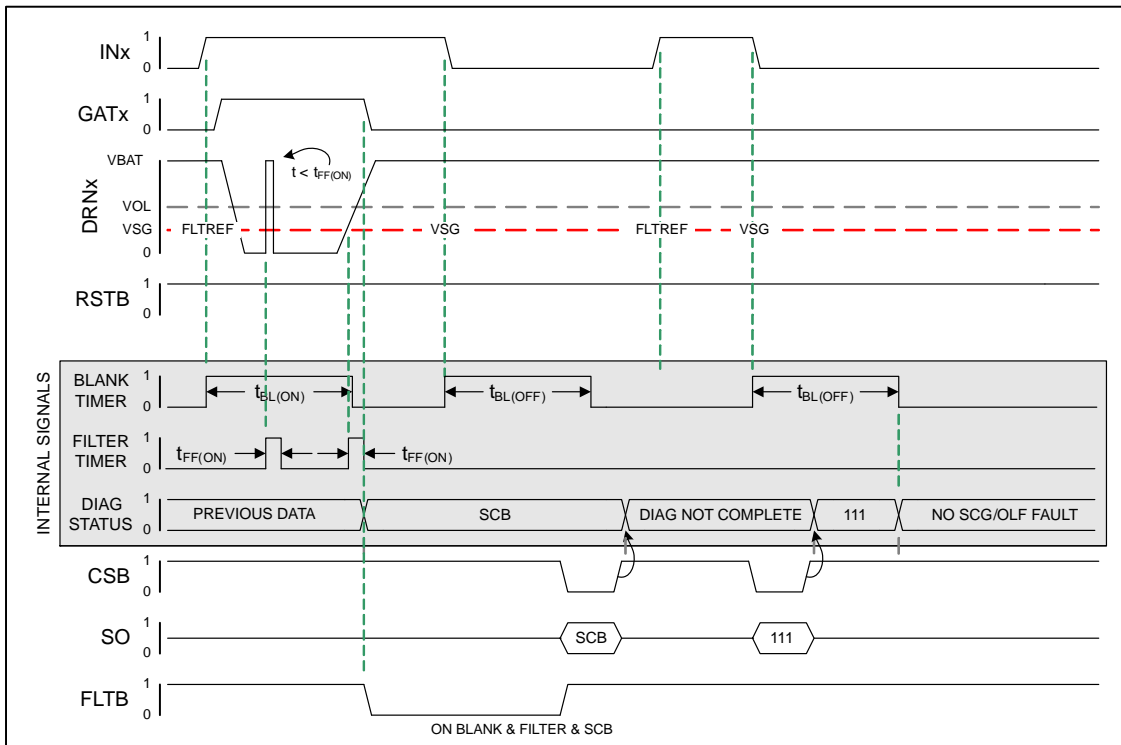 INx 1
0
GATx 1
0
VBAT
t < tFF(ON)
DRNx
VOL
VSG FLTREF VSG FLTREF VSG
0
RSTB 1
0
INTERNAL SIGNALS
BLANK TIMER 1
0
tBL(ON) tBL(OFF) tBL(OFF)
FILTER TIMER 1
0
tFF(ON) tFF(ON)
DIAG STATUS 1
0
PREVIOUS DATA SCB DIAG NOT COMPLETE 111 NO SCG/OLF FAULT
CSB 1
0
SO 1
0
SCB 111
FLTB 1
0
ON BLANK & FILTER & SCB